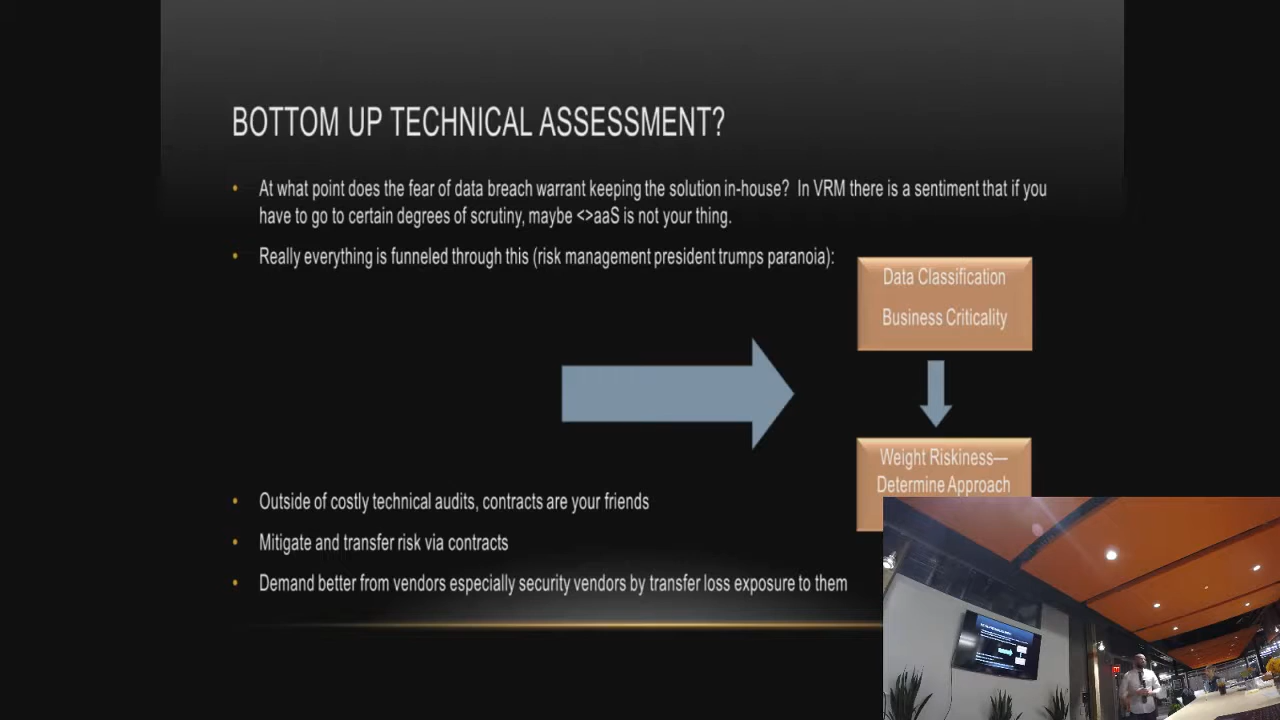 BOTTOM UP TECHNICAL ASSESSMENT?
• At what point does the fear of data breach warrant keeping the solution in-house? In VRM there is a sentiment that if you
have to go to certain degrees of scrutiny, maybe <>aaS is not your thing.
• Really everything is funneled through this (risk management president trumps paranoia):
Data Classification
Business Criticality
Weight Riskiness—
Determine Approach
• Outside of costly technical audits, contracts are your friends
• Mitigate and transfer risk via contracts
• Demand better from vendors especially security vendors by transfer loss exposure to them